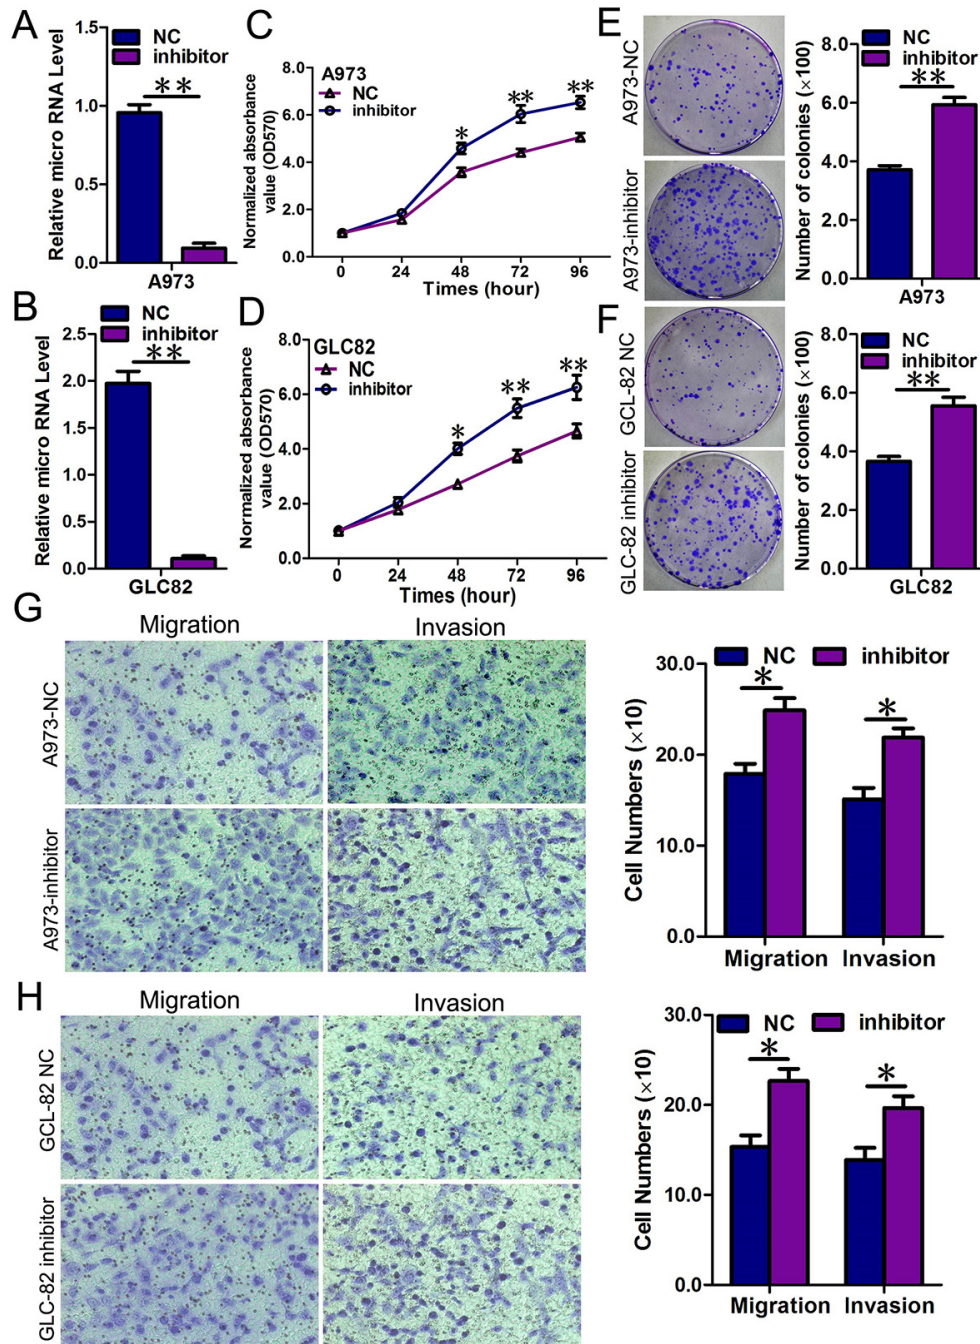 A
1.5
NC
inhibitor
**
1.0
0.5
0.0
Relative micro RNA Level
A973
B
NC
inhibitor
2.5
**
2.0
1.5
1.0
0.5
0.0
Relative micro RNA Level
GLC82
C
8.0
A973
NC
inhibitor
6.0
4.0
2.0
0.0
*
**
**
Normalized absorbance
value (OD570)
0 24 48 72 96
Times (hour)
D
8.0
GLC82
NC
inhibitor
6.0
4.0
2.0
0.0
*
**
**
Normalized absorbance
value (OD570)
0 24 48 72 96
Times (hour)
E
A973-NC
A973-inhibitor
8.0
NC
inhibitor
**
6.0
4.0
2.0
0.0
Number of colonies (×100)
A973
F
GCL-82 NC
GLC-82 inhibitor
8.0
NC
inhibitor
**
6.0
4.0
2.0
0.0
Number of colonies (×100)
GLC82
G
Migration Invasion
A973-NC
A973-inhibitor
NC inhibitor
30.0
20.0
10.0
0.0
* *
Cell Numbers (×10)
Migration Invasion
H
Migration Invasion
GCL-82 NC
GLC-82 inhibitor
NC inhibitor
30.0
20.0
10.0
0.0
* *
Cell Numbers (×10)
Migration Invasion